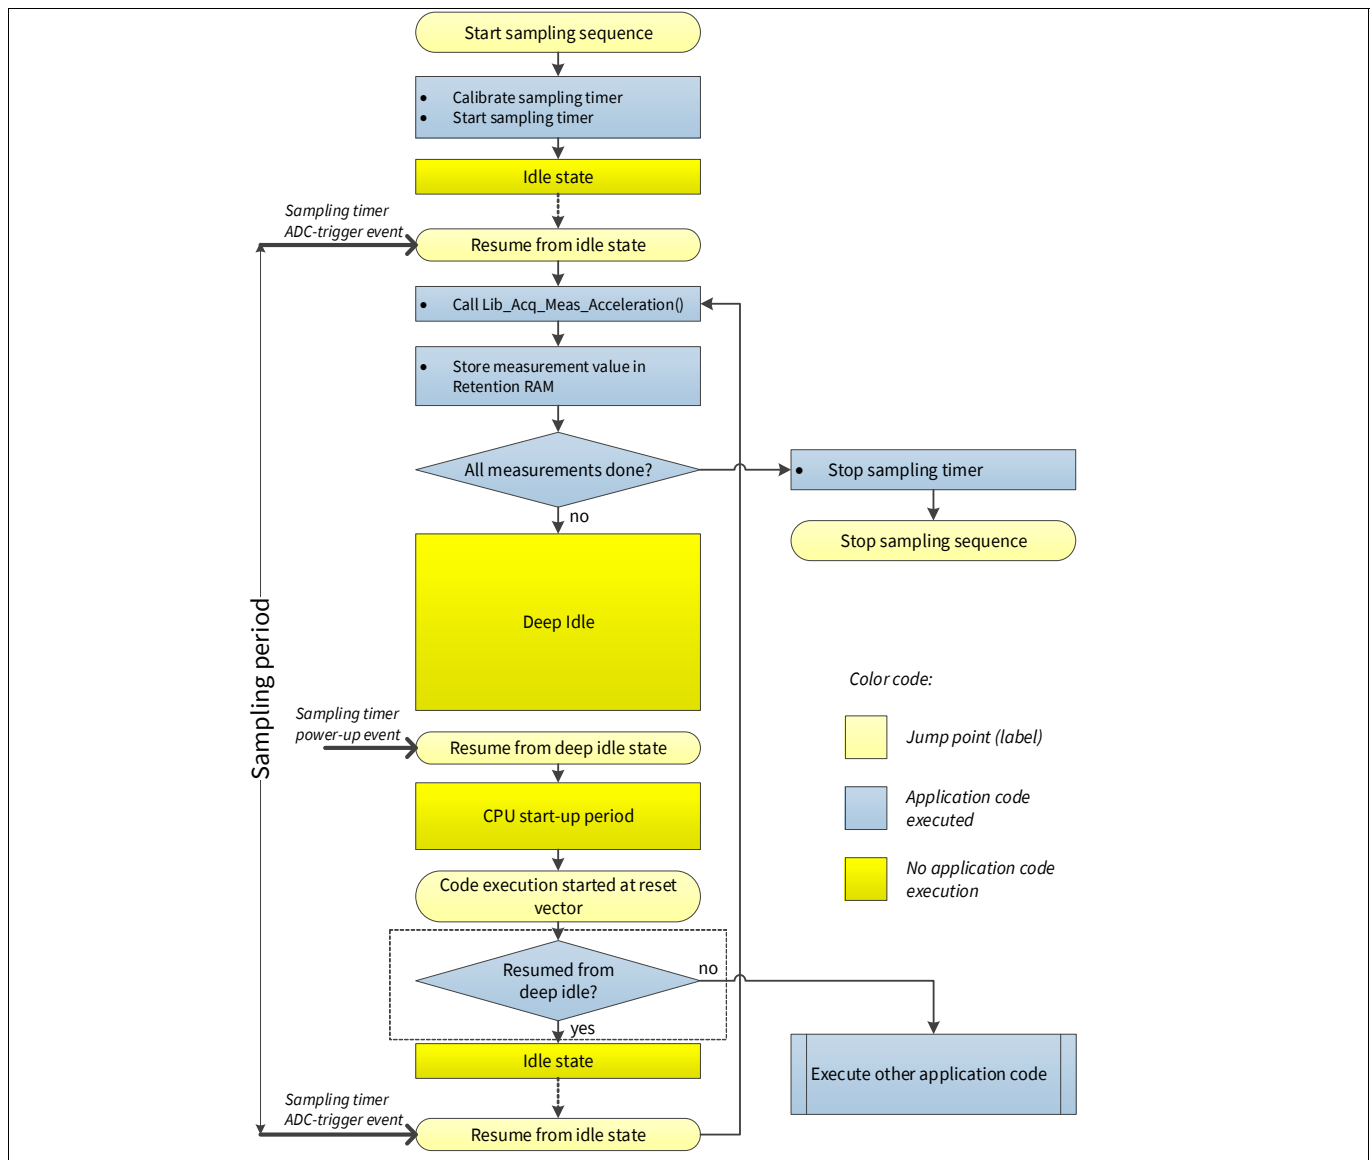 Start sampling sequence
• Calibrate sampling timer
• Start sampling timer
Idle state
Sampling timer
ADC-trigger event
Resume from idle state
• Call Lib_Acq_Meas_Acceleration()
• Store measurement value in
Retention RAM
All measurements done?
• Stop sampling timer
no
Stop sampling sequence
Deep Idle
Sampling period
Color code:
Sampling timer
power-up event
Resume from deep idle state
Jump point (label)
CPU start-up period
Application code
executed
No application code
execution
Code execution started at reset
vector
Resumed from
deep idle?
no
yes
Idle state
Execute other application code
Sampling timer
ADC-trigger event
Resume from idle state